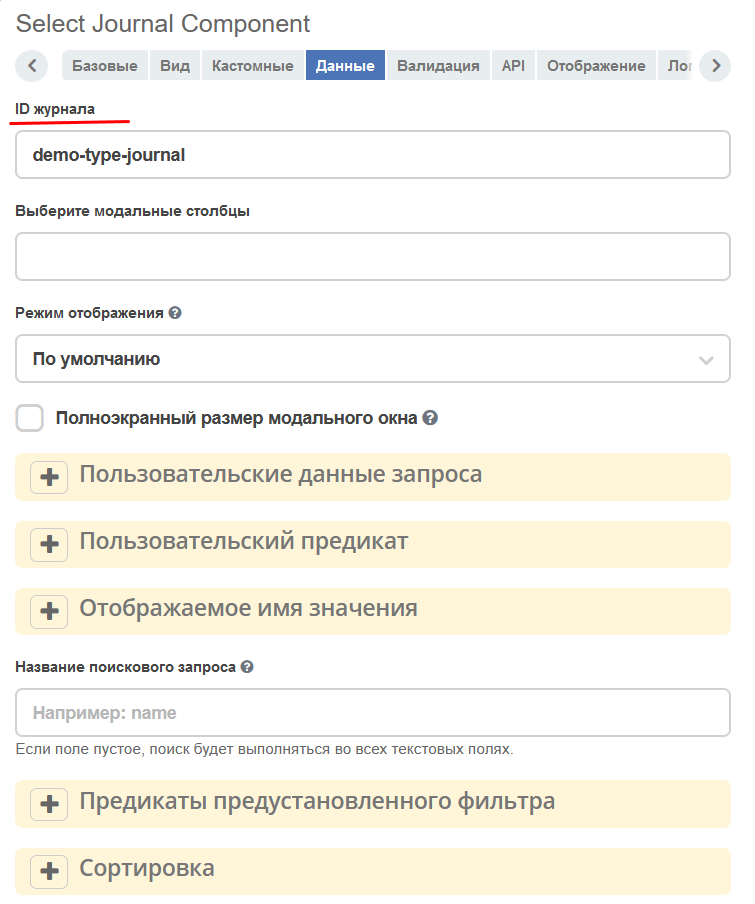 Select Journal Component
Базовые Вид Кастомные Данные Валидация API Отображение
ID журнала
demo-type-journal
Выберите модальные столбцы
Режим отображения
По умолчанию
Полноэкранный размер модального окна
Пользовательские данные запроса
Пользовательский предикат
Отображаемое имя значения
Название поискового запроса
Например: name
Если поле пустое, поиск будет выполняться во всех текстовых полях.
Предикаты предустановленного фильтра
Сортировка